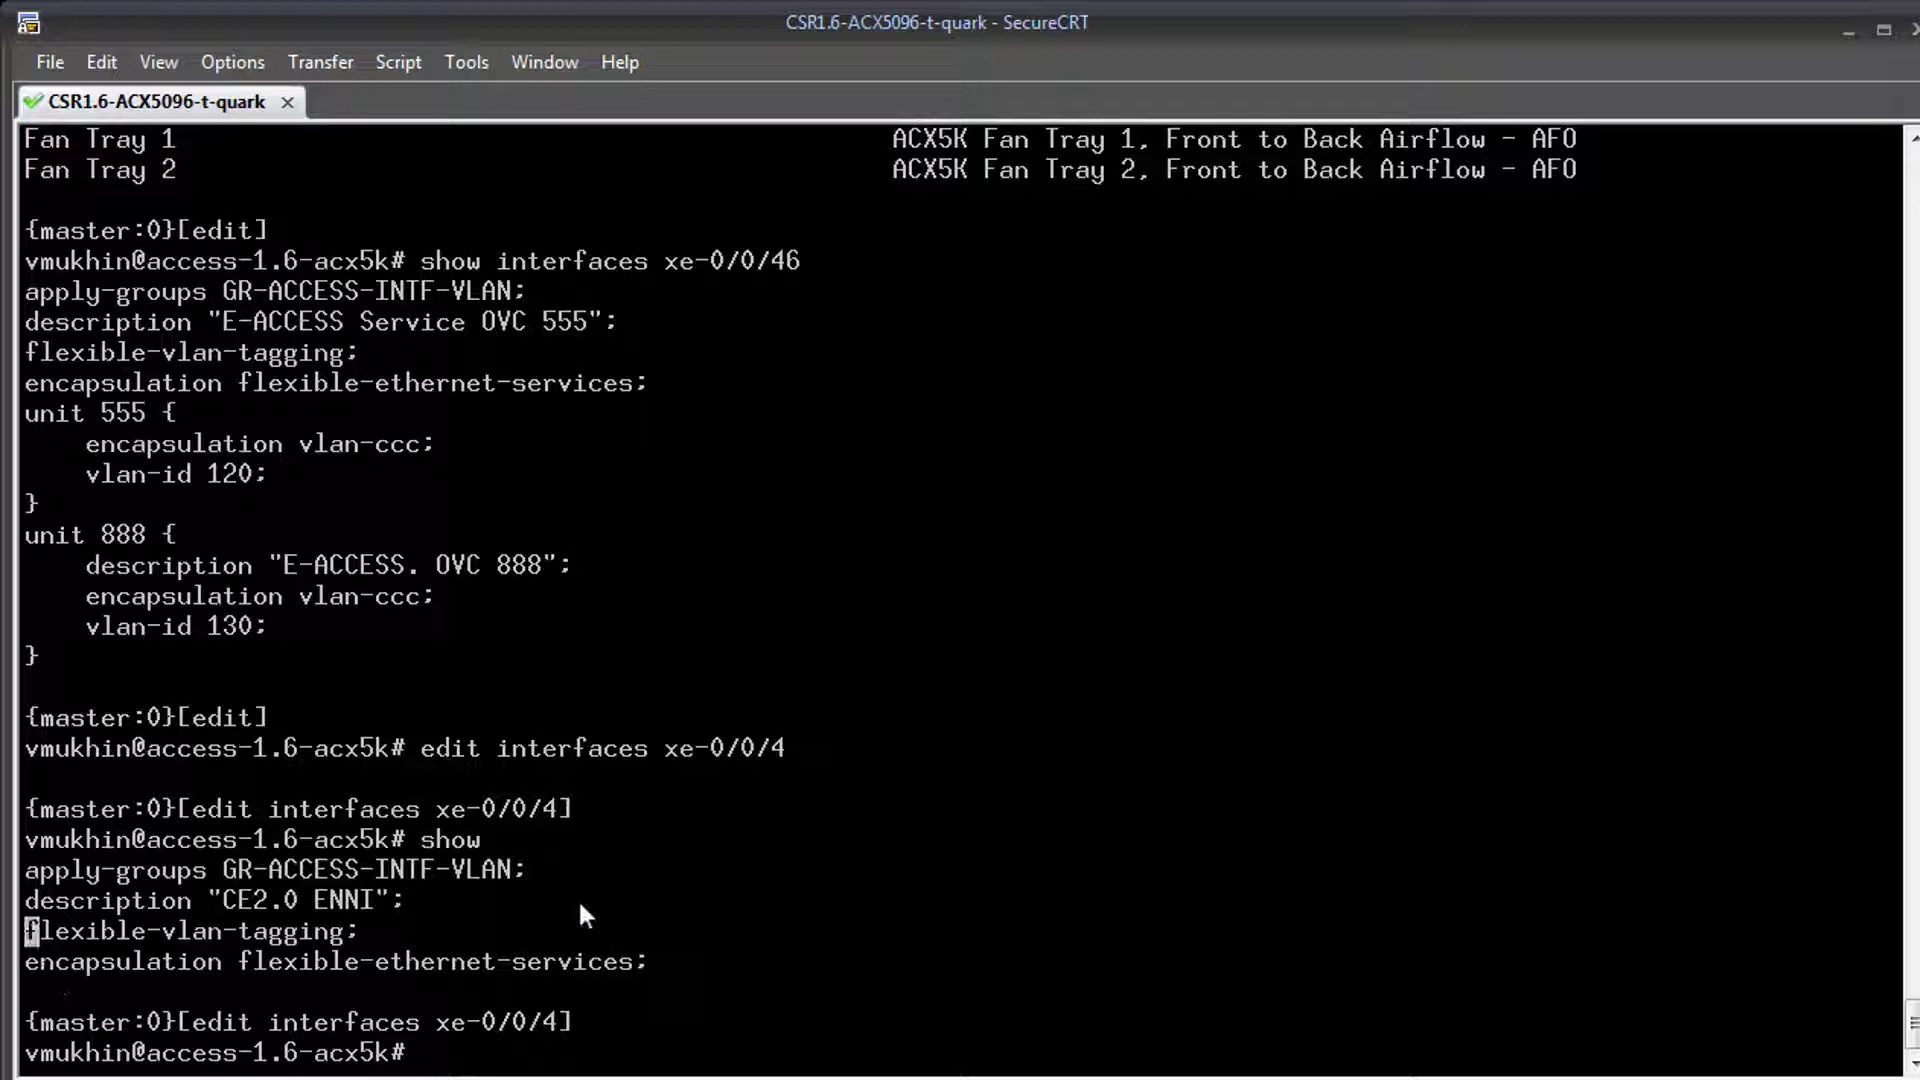 CSR1.6-ACX5096-t-quark - SecureCRT
File Edit View Options Transfer Script Tools Window Help
CSR1.6-ACX5096-t-quark
Fan Tray 1 ACX5K Fan Tray 1, Front to Back Airflow - AFO
Fan Tray 2 ACX5K Fan Tray 2, Front to Back Airflow - AFO
{master:0}[edit]
vmukhin@access-1.6-acx5k# show interfaces xe-0/0/46
apply-groups GR-ACCESS-INTF-VLAN;
description "E-ACCESS Service OVC 555";
flexible-vlan-tagging;
encapsulation flexible-ethernet-services;
unit 555 {
    encapsulation vlan-ccc;
    vlan-id 120;
}
unit 888 {
    description "E-ACCESS. OVC 888";
    encapsulation vlan-ccc;
    vlan-id 130;
}
{master:0}[edit]
vmukhin@access-1.6-acx5k# edit interfaces xe-0/0/4
{master:0}[edit interfaces xe-0/0/4]
vmukhin@access-1.6-acx5k# show
apply-groups GR-ACCESS-INTF-VLAN;
description "CE2.0 ENNI";
flexible-vlan-tagging;
encapsulation flexible-ethernet-services;
{master:0}[edit interfaces xe-0/0/4]
vmukhin@access-1.6-acx5k#